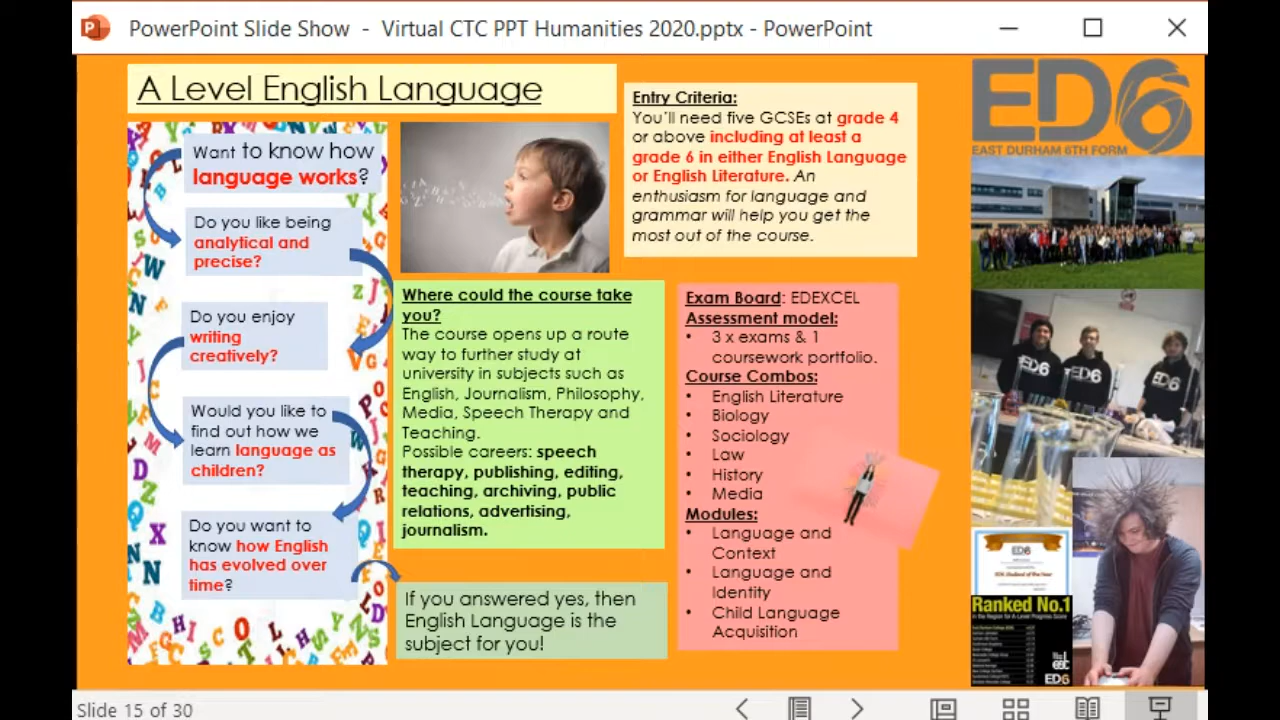 PowerPoint Slide Show - Virtual CTC PPT Humanities 2020.pptx - PowerPoint
A Level English Language
Want to know how
language works?
Do you like being
analytical and
precise?
Do you enjoy
writing
creatively?
Would you like to
find out how we
learn language as
children?
Do you want to
know how English
has evolved over
time?
Where could the course take
you?
The course opens up a route
way to further study at
university in subjects such as
English, Journalism, Philosophy,
Media, Speech Therapy and
Teaching.
Possible careers: speech
therapy, publishing, editing,
teaching, archiving, public
relations, advertising,
journalism.
If you answered yes, then
English Language is the
subject for you!
Entry Criteria:
You'll need five GCSEs at grade 4
or above including at least a
grade 6 in either English Language
or English Literature. An
enthusiasm for language and
grammar will help you get the
most out of the course.
Exam Board: EDEXCEL
Assessment model:
• 3 x exams & 1
coursework portfolio.
Course Combos:
• English Literature
• Biology
• Sociology
• Law
• History
• Media
Modules:
• Language and
Context
• Language and
Identity
• Child Language
Acquisition
ED6
EAST DURHAM 6TH FORM
ED6
ED6
ED6
ED6
Ranked No.1
in the Region for A-Level Progress Score
ED6
Slide 15 of 30